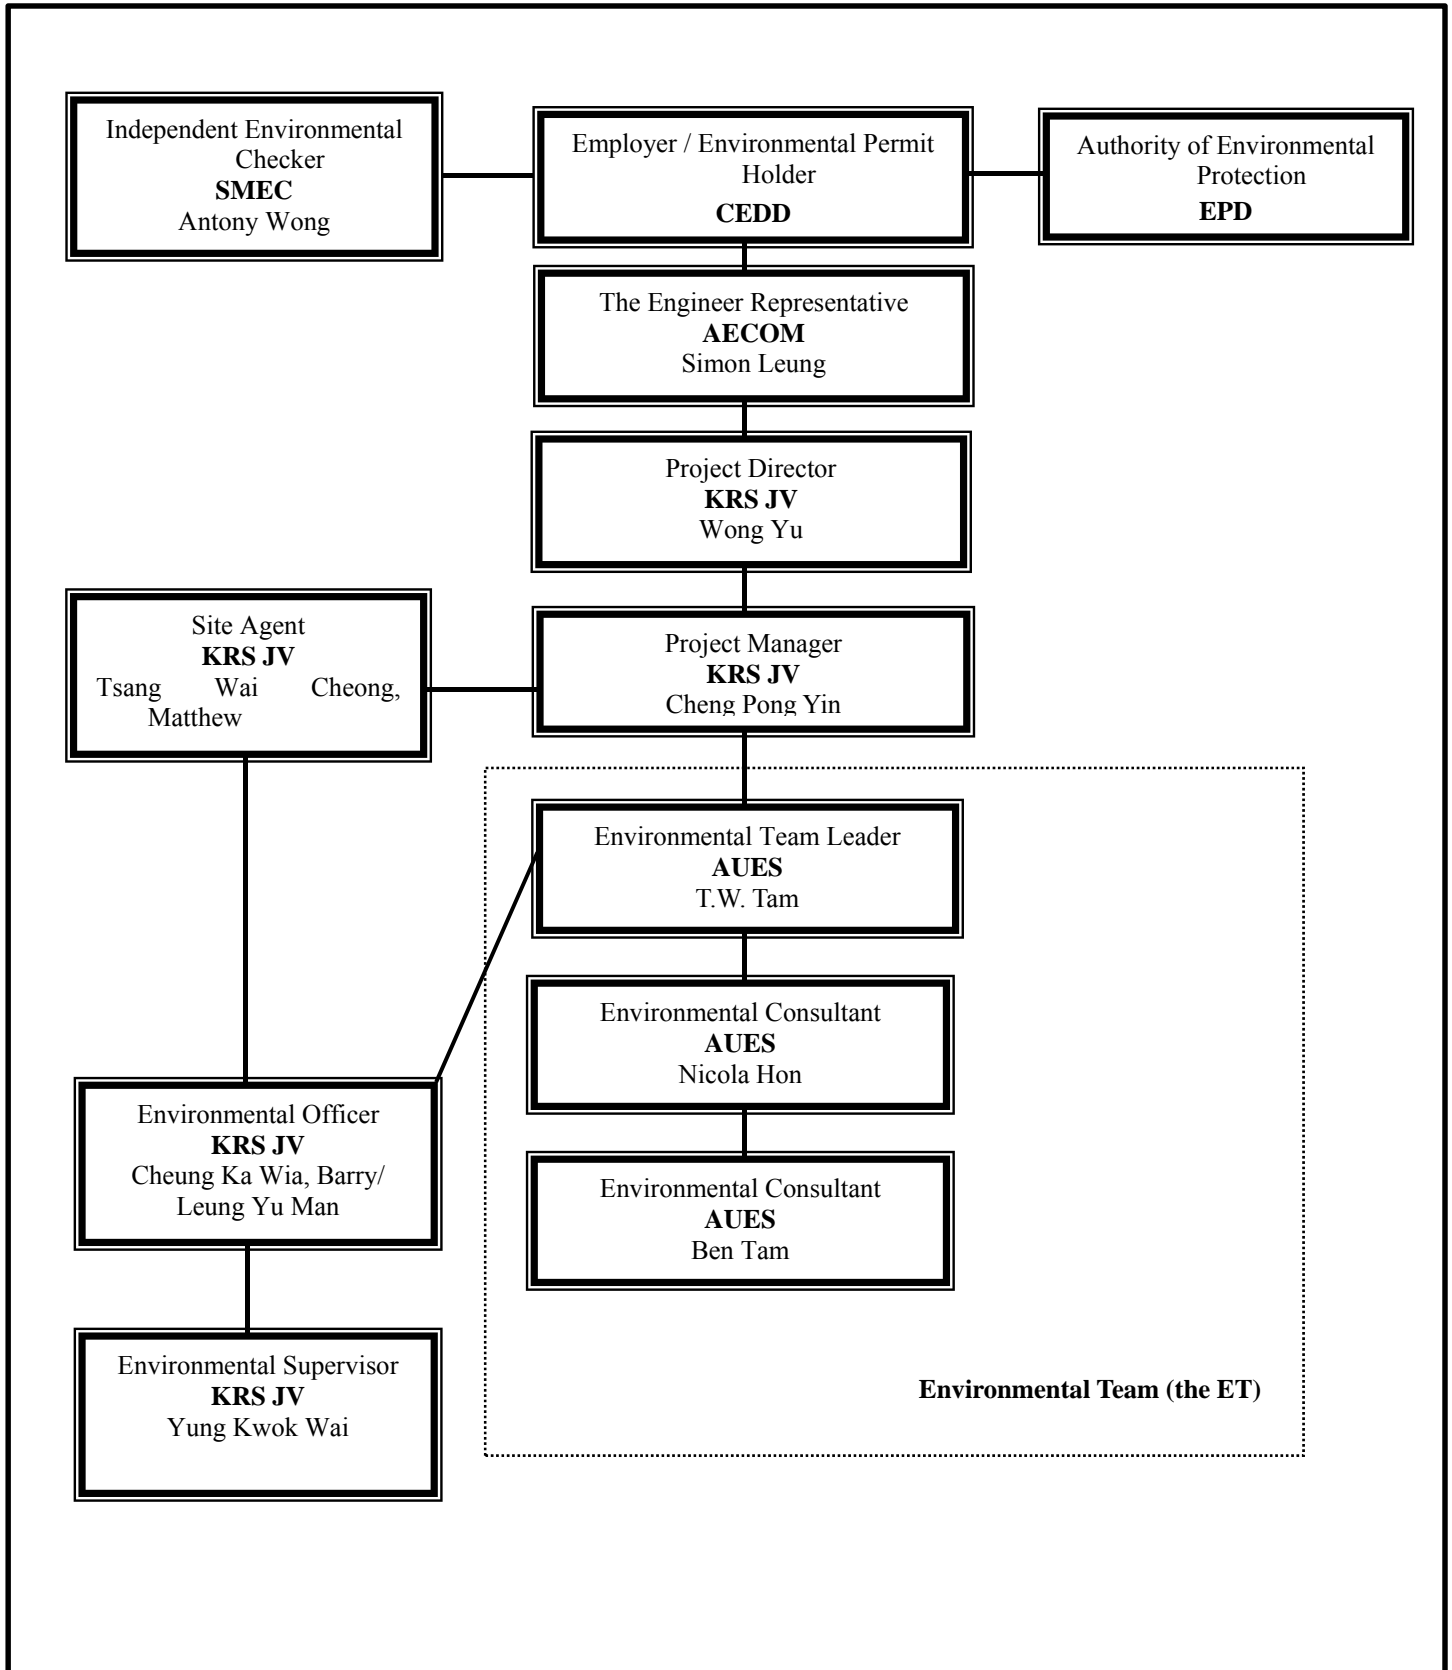 Independent Environmental
Checker
SMEC
Antony Wong
Employer / Environmental Permit
Holder
CEDD
Authority of Environmental
Protection
EPD
The Engineer Representative
AECOM
Simon Leung
Project Director
KRS JV
Wong Yu
Site Agent
KRS JV
Tsang Wai Cheong,
Matthew
Project Manager
KRS JV
Cheng Pong Yin
Environmental Team Leader
AUES
T.W. Tam
Environmental Consultant
AUES
Nicola Hon
Environmental Officer
KRS JV
Cheung Ka Wia, Barry/
Leung Yu Man
Environmental Consultant
AUES
Ben Tam
Environmental Supervisor
KRS JV
Yung Kwok Wai
Environmental Team (the ET)